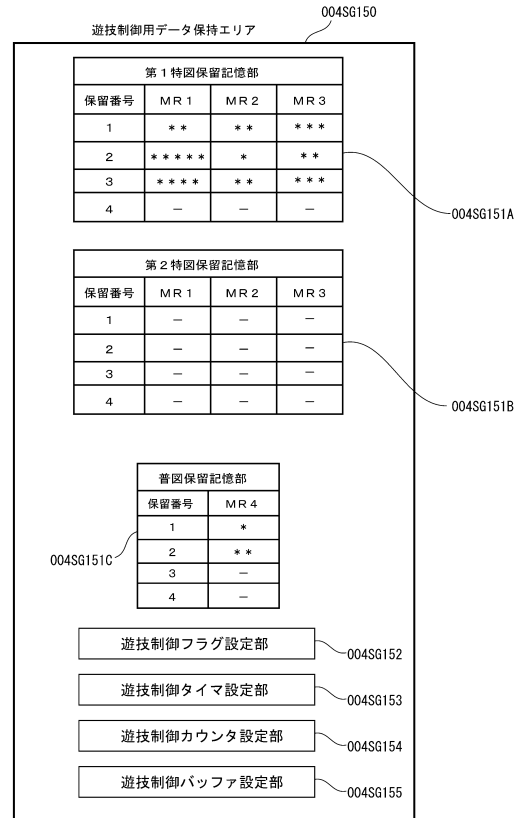 004SG150
遊技制御用データ保持エリア
第1特図保留記憶部
保留番号 MR1 MR2 MR3
1 ** ** ***
2 ***** * **
3 **** ** ***
4 − − −
004SG151A
第2特図保留記憶部
保留番号 MR1 MR2 MR3
1 − − −
2 − − −
3 − − −
4 − − −
004SG151B
普図保留記憶部
保留番号 MR4
1 *
2 **
3 −
4 −
004SG151C
遊技制御フラグ設定部 004SG152
遊技制御タイマ設定部 004SG153
遊技制御カウンタ設定部 004SG154
遊技制御バッファ設定部 004SG155